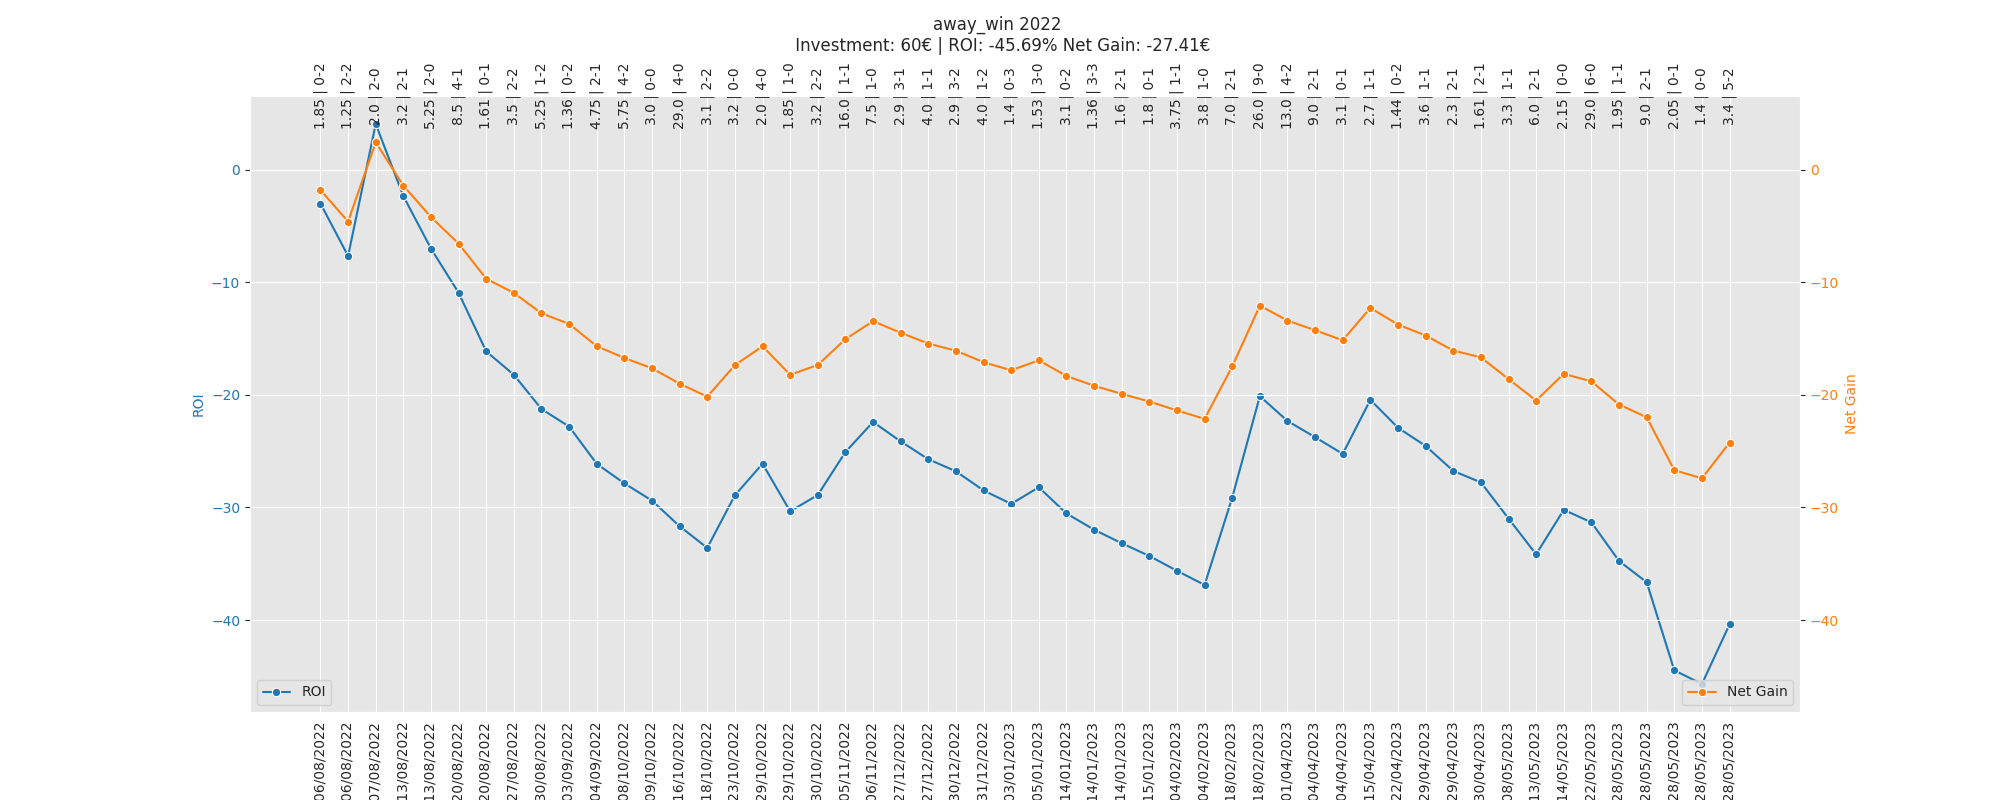 away_win 2022
Investment: 60€ | ROI: -45.69% Net Gain: -27.41€
1.85 | 0-2
1.25 | 2-2
2.0 | 2-0
3.2 | 2-1
5.25 | 2-0
8.5 | 4-1
1.61 | 0-1
3.5 | 2-2
5.25 | 1-2
1.36 | 0-2
4.75 | 2-1
5.75 | 4-2
3.0 | 0-0
29.0 | 4-0
3.1 | 2-2
3.2 | 0-0
2.0 | 4-0
1.85 | 1-0
3.2 | 2-2
16.0 | 1-1
7.5 | 1-0
2.9 | 3-1
4.0 | 1-1
2.9 | 3-2
4.0 | 1-2
1.4 | 0-3
1.53 | 3-0
3.1 | 0-2
1.36 | 3-3
1.6 | 2-1
1.8 | 0-1
3.75 | 1-1
3.8 | 1-0
7.0 | 2-1
26.0 | 9-0
13.0 | 4-2
9.0 | 2-1
3.1 | 0-1
2.7 | 1-1
1.44 | 0-2
3.6 | 1-1
2.3 | 2-1
1.61 | 2-1
3.3 | 1-1
6.0 | 2-1
2.15 | 0-0
29.0 | 6-0
1.95 | 1-1
9.0 | 2-1
2.05 | 0-1
1.4 | 0-0
3.4 | 5-2
0
−10
−20
−30
−40
ROI
0
−10
−20
−30
−40
Net Gain
ROI
Net Gain
06/08/2022
06/08/2022
07/08/2022
13/08/2022
13/08/2022
20/08/2022
20/08/2022
27/08/2022
30/08/2022
03/09/2022
04/09/2022
08/10/2022
09/10/2022
16/10/2022
18/10/2022
23/10/2022
29/10/2022
29/10/2022
30/10/2022
05/11/2022
06/11/2022
27/12/2022
27/12/2022
30/12/2022
31/12/2022
03/01/2023
05/01/2023
14/01/2023
14/01/2023
14/01/2023
15/01/2023
04/02/2023
04/02/2023
18/02/2023
18/02/2023
01/04/2023
04/04/2023
04/04/2023
15/04/2023
22/04/2023
29/04/2023
29/04/2023
30/04/2023
08/05/2023
13/05/2023
14/05/2023
22/05/2023
28/05/2023
28/05/2023
28/05/2023
28/05/2023
28/05/2023